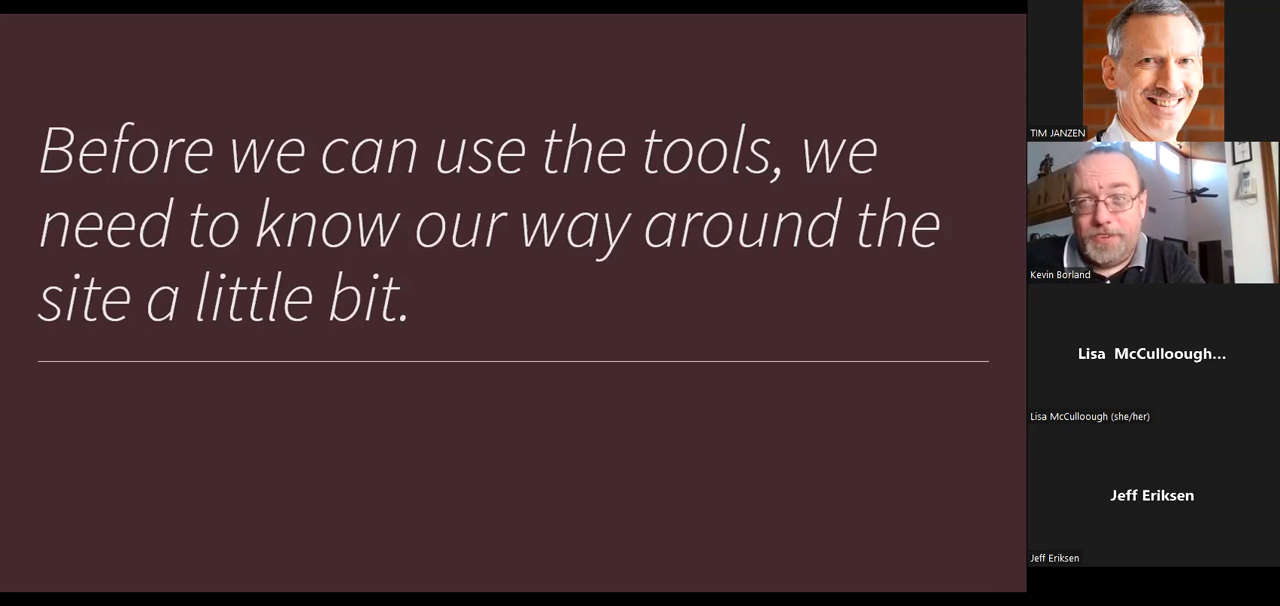 Before we can use the tools, we
need to know our way around the
site a little bit.
TIM JANZEN
Kevin Borland
Lisa McCulloough...
Lisa McCulloough (she/her)
Jeff Eriksen
Jeff Eriksen